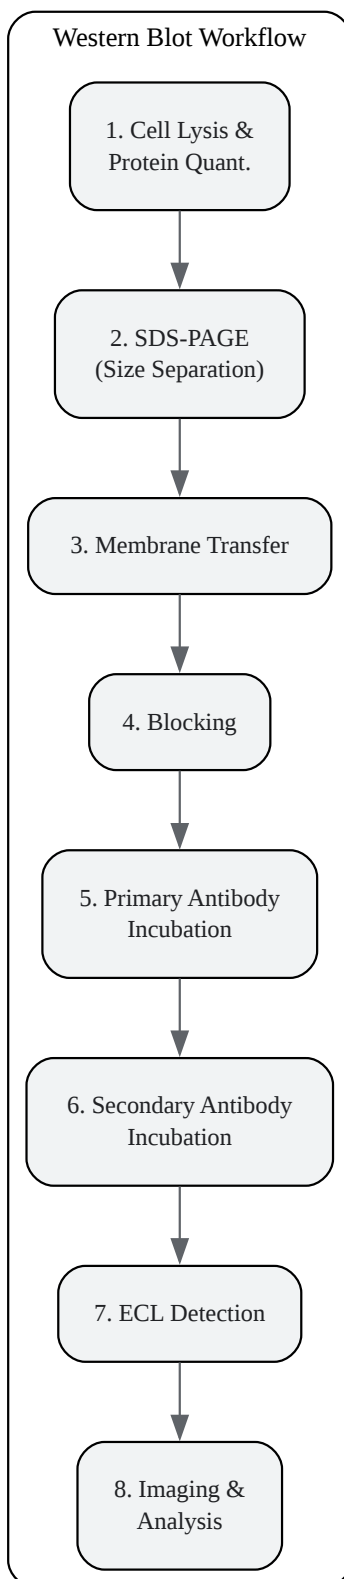 Western Blot Workflow
1. Cell Lysis &
Protein Quant.
2. SDS-PAGE
(Size Separation)
3. Membrane Transfer
4. Blocking
5. Primary Antibody
Incubation
6. Secondary Antibody
Incubation
7. ECL Detection
8. Imaging &
Analysis